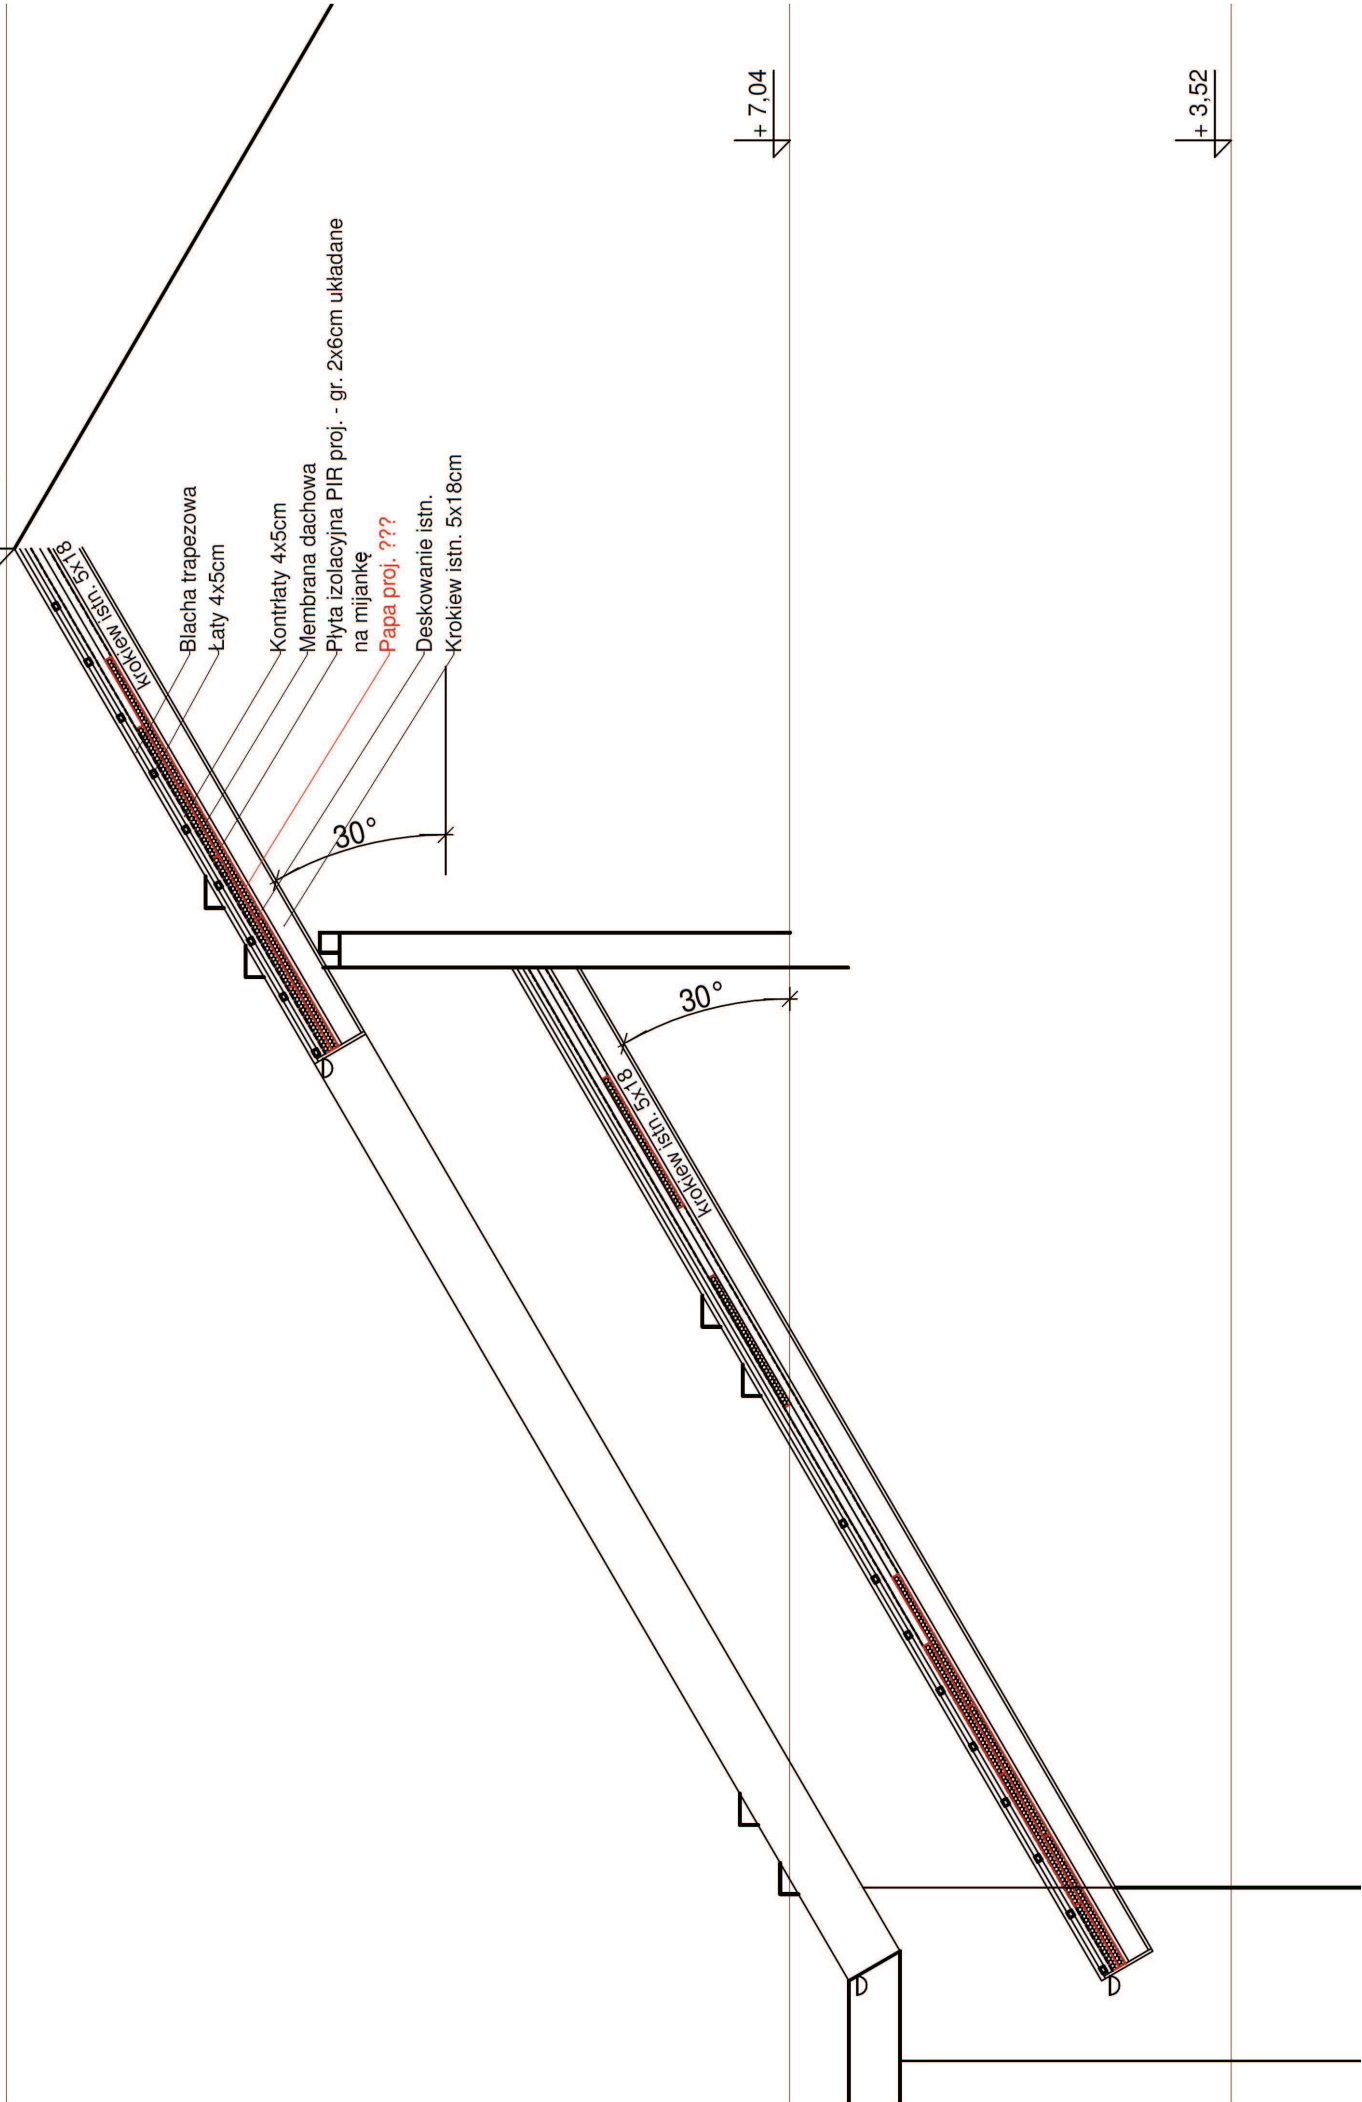 + 7,04
+ 3,52
Blacha trapezowa
Łaty 4x5cm
Kontrłaty 4x5cm
Membrana dachowa
Płyta izolacyjna PIR proj. - gr. 2x6cm układane
na mijankę
Papa proj. ???
Deskowanie istn.
Krokiew istn. 5x18cm
krokiew istn. 5x18
30°
30°
krokiew istn. 5x18